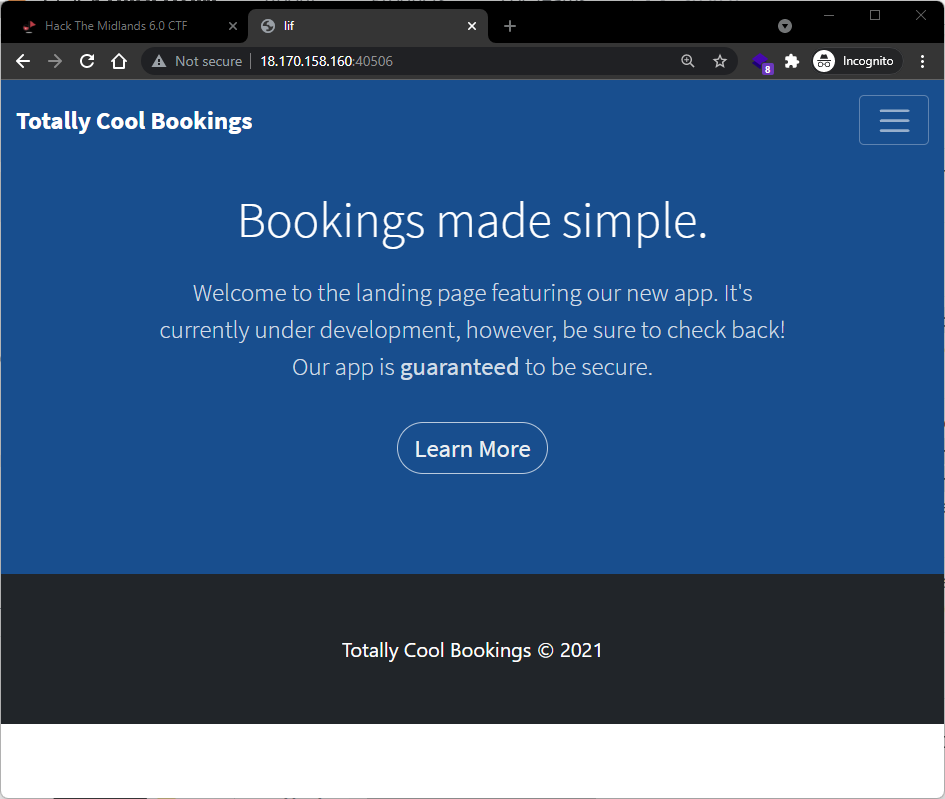 Hack The Midlands 6.0 CTF
lif
Not secure
18.170.158.160:40506
8
Incognito
Totally Cool Bookings
Bookings made simple.
Welcome to the landing page featuring our new app. It's
currently under development, however, be sure to check back!
Our app is guaranteed to be secure.
Learn More
Totally Cool Bookings © 2021